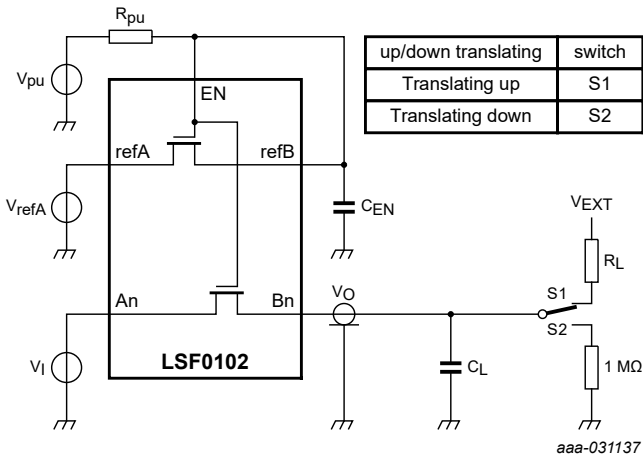 Rpu
up/down translating switch
Translating up S1
Translating down S2
Vpu
EN
refA
refB
VrefA
CEN
VEXT
RL
An
Bn
VO
S1
S2
VI
LSF0102
CL
1 MΩ
aaa-031137